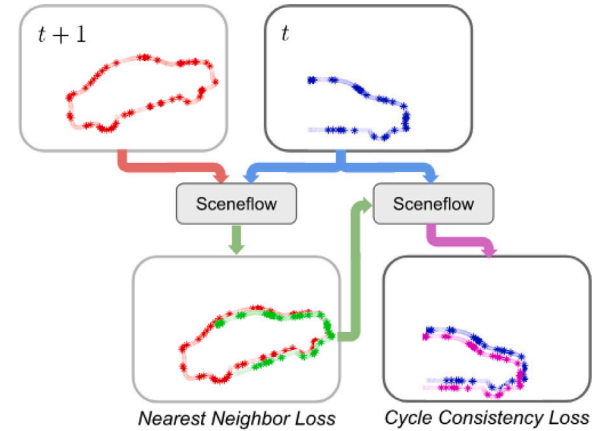 t + 1
t
Sceneflow
Sceneflow
Nearest Neighbor Loss
Cycle Consistency Loss